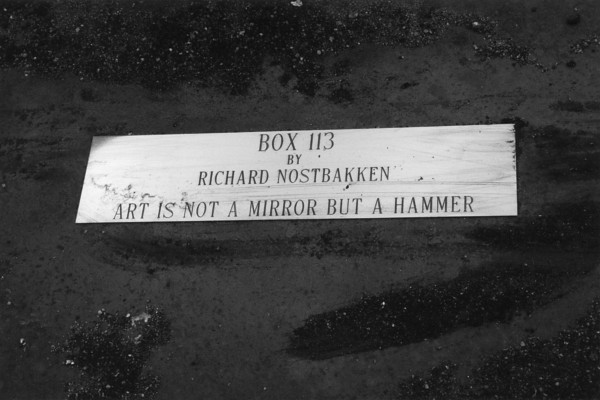 BOX 113
BY
RICHARD NOSTBAKKEN
ART IS NOT A MIRROR BUT A HAMMER